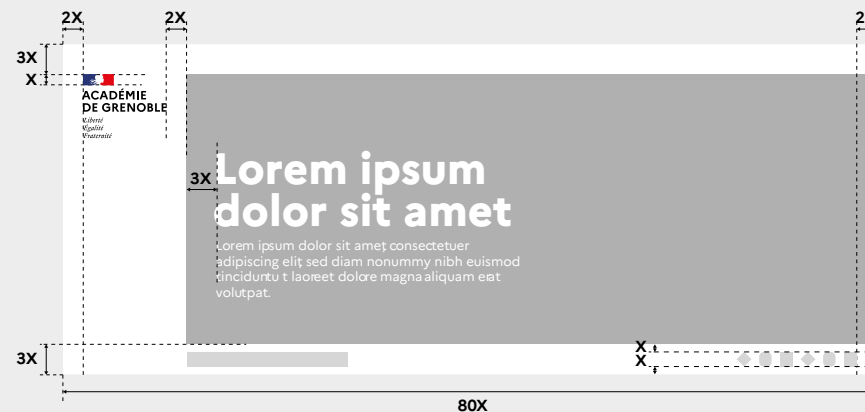 2X
2X
2
3X
X
ACADÉMIE
DE GRENOBLE
Liberté
Égalité
Fraternité
3X
Lorem ipsum
dolor sit amet
Lorem ipsum dolor sit amet, consectetuer
adipiscing elit, sed diam nonummy nibh euismod
tinciduntu t laoreet dolore magna aliquam erat
volutpat.
3X
X
X
80X